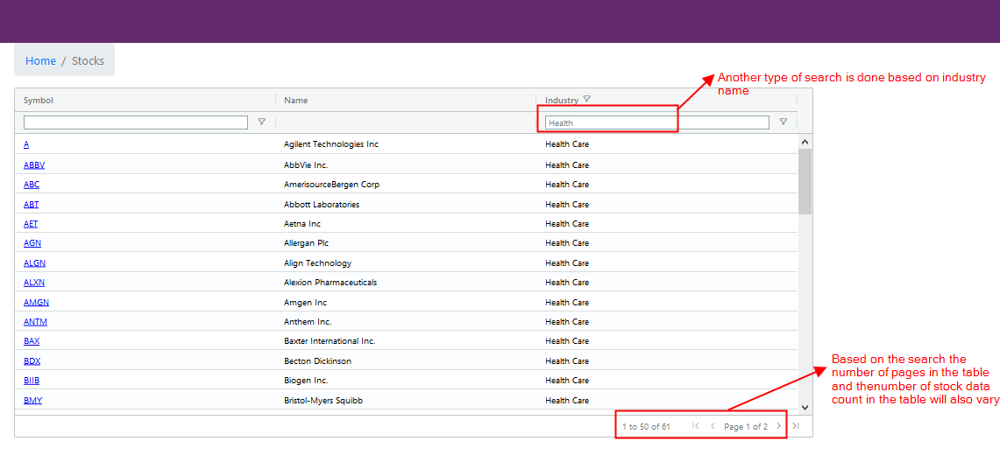 Home / Stocks
Another type of search is done based on industry
name
Symbol Name Industry
Health
A Agilent Technologies Inc Health Care
ABBV AbbVie Inc. Health Care
ABC AmerisourceBergen Corp Health Care
ABT Abbott Laboratories Health Care
AET Aetna Inc Health Care
AGN Allergan Plc Health Care
ALGN Align Technology Health Care
ALXN Alexion Pharmaceuticals Health Care
AMGN Amgen Inc Health Care
ANTM Anthem Inc. Health Care
BAX Baxter International Inc. Health Care
BDX Becton Dickinson Health Care
BIIB Biogen Inc. Health Care
BMY Bristol-Myers Squibb Health Care
Based on the search the
number of pages in the table
and thenumber of stock data
count in the table will also vary
1 to 50 of 61 Page 1 of 2